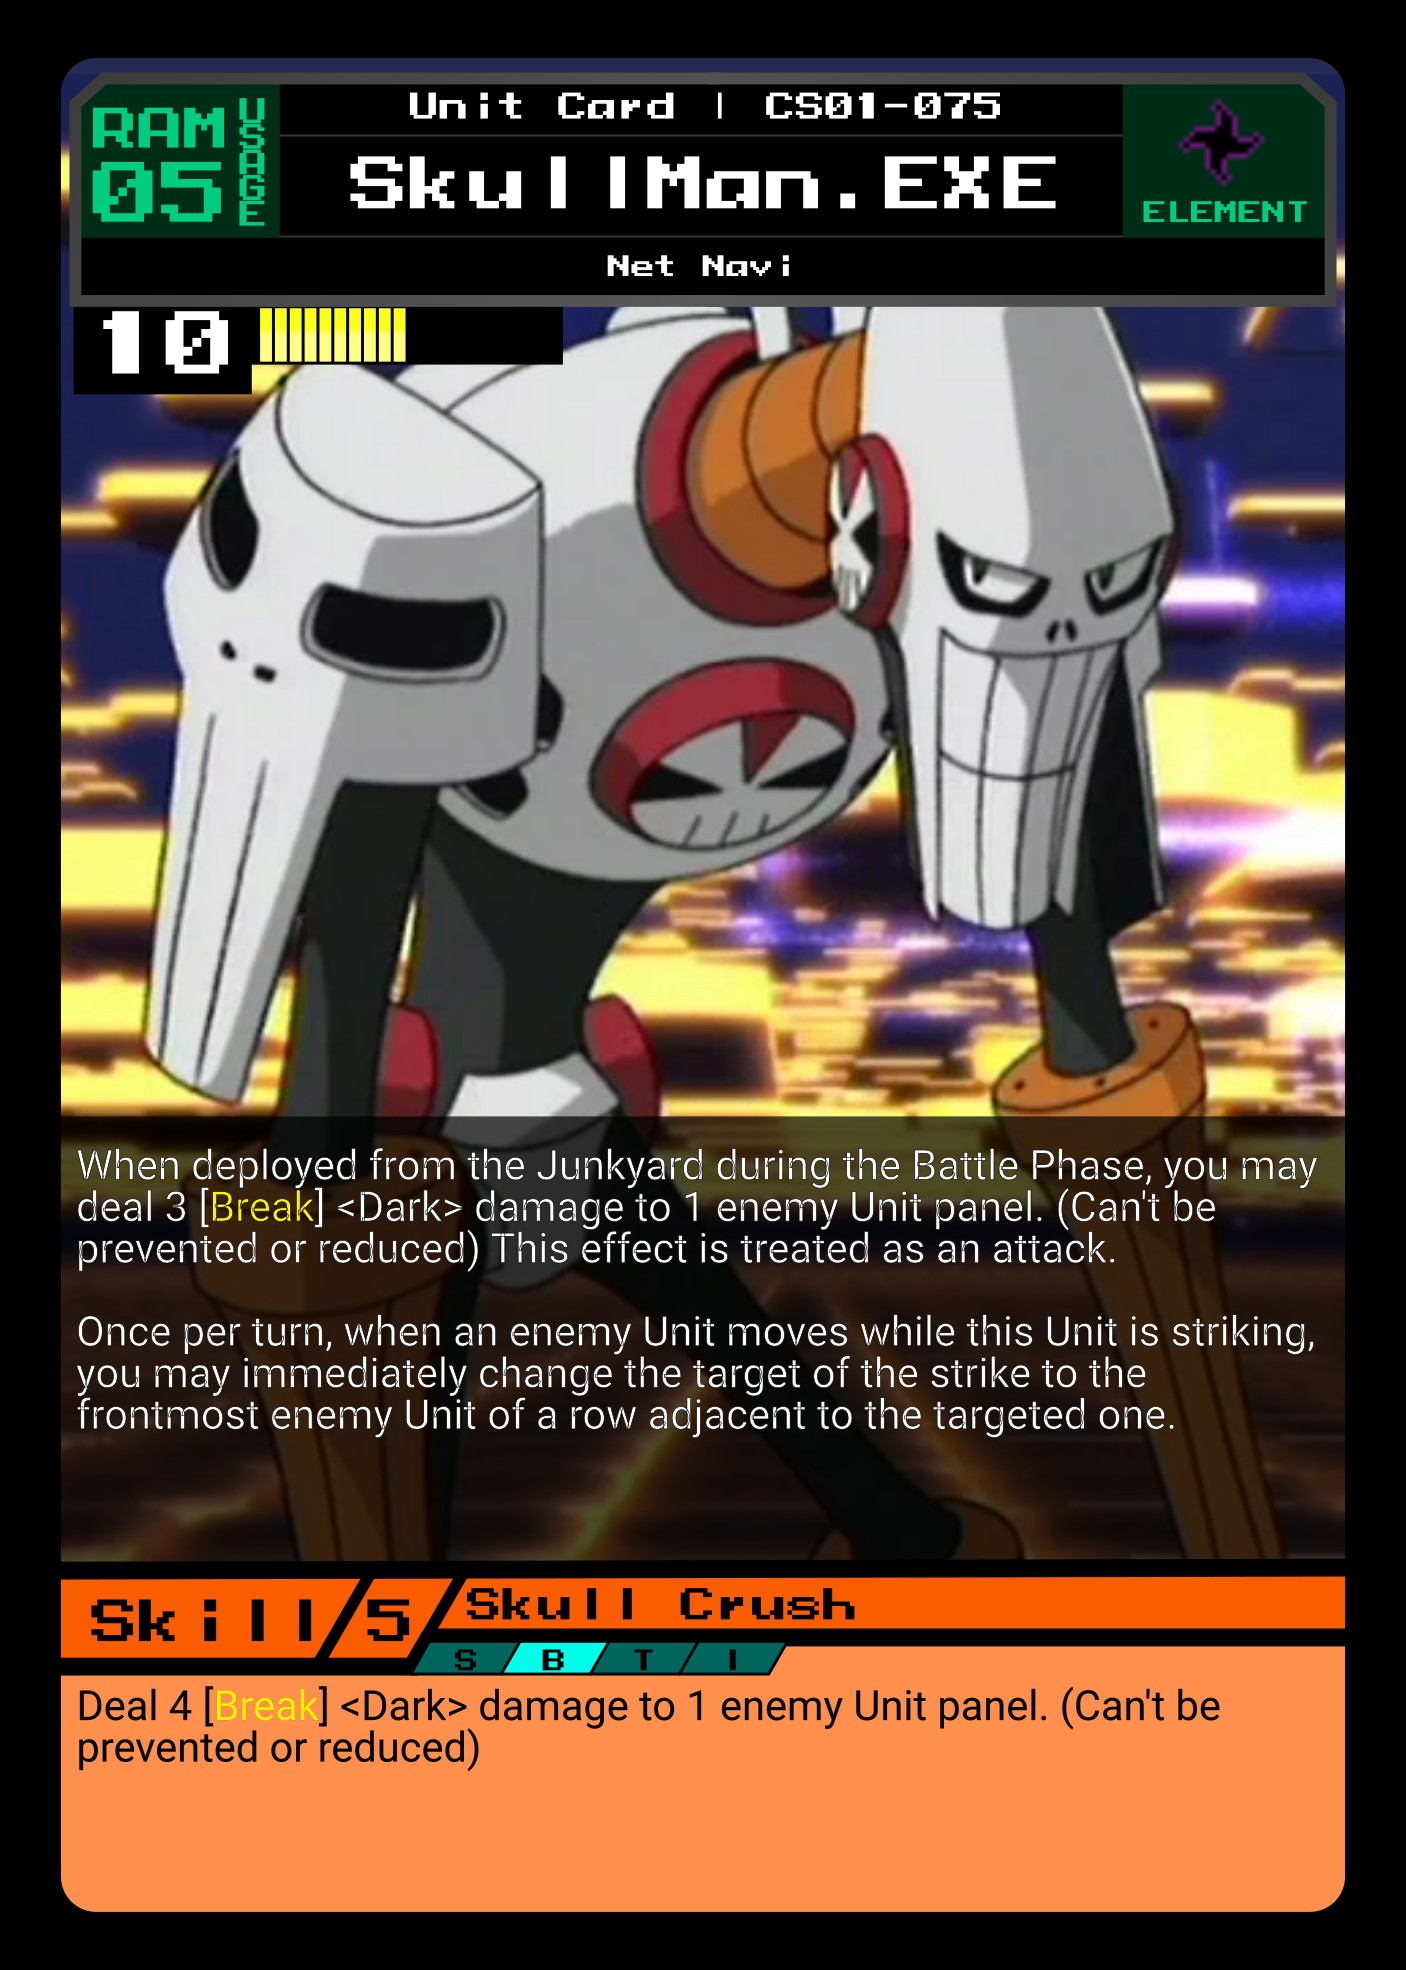 RAM
05
USAGE
Unit Card | CS01-075
SkullMan.EXE
ELEMENT
Net Navi
10
When deployed from the Junkyard during the Battle Phase, you may
deal 3 [Break] <Dark> damage to 1 enemy Unit panel. (Can't be
prevented or reduced) This effect is treated as an attack.
Once per turn, when an enemy Unit moves while this Unit is striking,
you may immediately change the target of the strike to the
frontmost enemy Unit of a row adjacent to the targeted one.
Skill/5/
Skull Crush
S B T I
Deal 4 [Break] <Dark> damage to 1 enemy Unit panel. (Can't be
prevented or reduced)